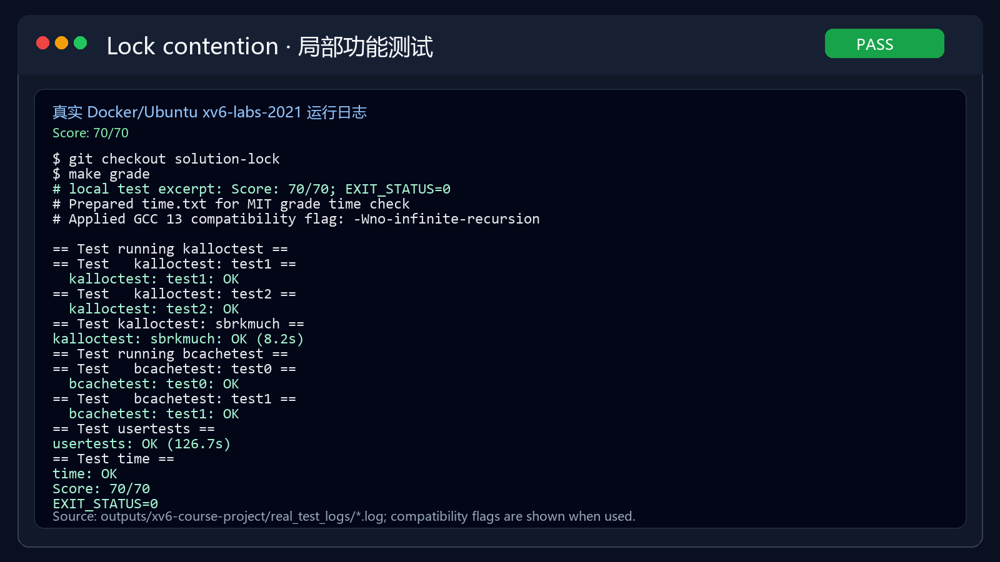 Lock contention · 局部功能测试
PASS
真实 Docker/Ubuntu xv6-labs-2021 运行日志
Score: 70/70
$ git checkout solution-lock
$ make grade
# local test excerpt: Score: 70/70; EXIT_STATUS=0
# Prepared time.txt for MIT grade time check
# Applied GCC 13 compatibility flag: -Wno-infinite-recursion
== Test running kalloctest ==
== Test   kalloctest: test1 ==
  kalloctest: test1: OK
== Test   kalloctest: test2 ==
  kalloctest: test2: OK
== Test kalloctest: sbrkmuch ==
kalloctest: sbrkmuch: OK (8.2s)
== Test running bcachetest ==
== Test   bcachetest: test0 ==
  bcachetest: test0: OK
== Test   bcachetest: test1 ==
  bcachetest: test1: OK
== Test usertests ==
usertests: OK (126.7s)
== Test time ==
time: OK
Score: 70/70
EXIT_STATUS=0
Source: outputs/xv6-course-project/real_test_logs/*.log; compatibility flags are shown when used.